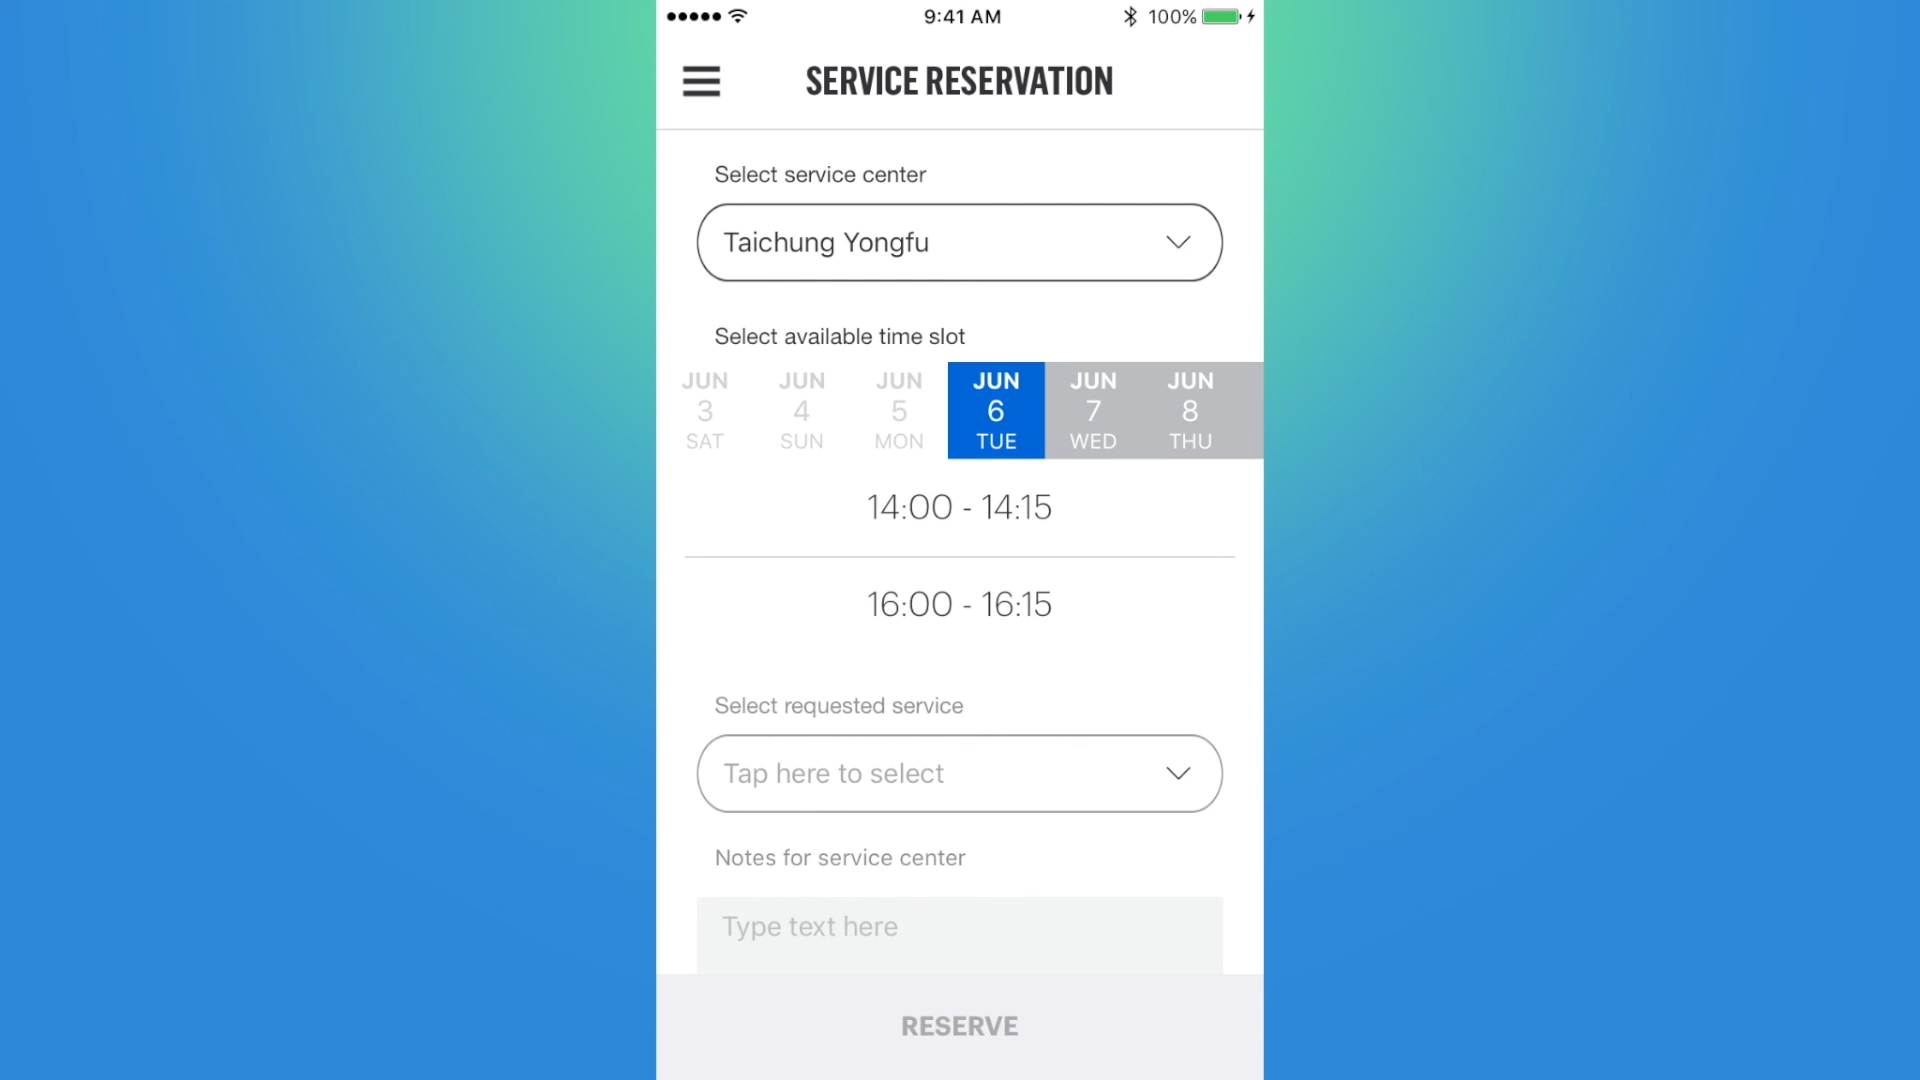 9:41 AM
100%
SERVICE RESERVATION
Select service center
Taichung Yongfu
Select available time slot
JUN JUN JUN JUN JUN JUN
3 4 5 6 7 8
SAT SUN MON TUE WED THU
14:00 - 14:15
16:00 - 16:15
Select requested service
Tap here to select
Notes for service center
Type text here
RESERVE